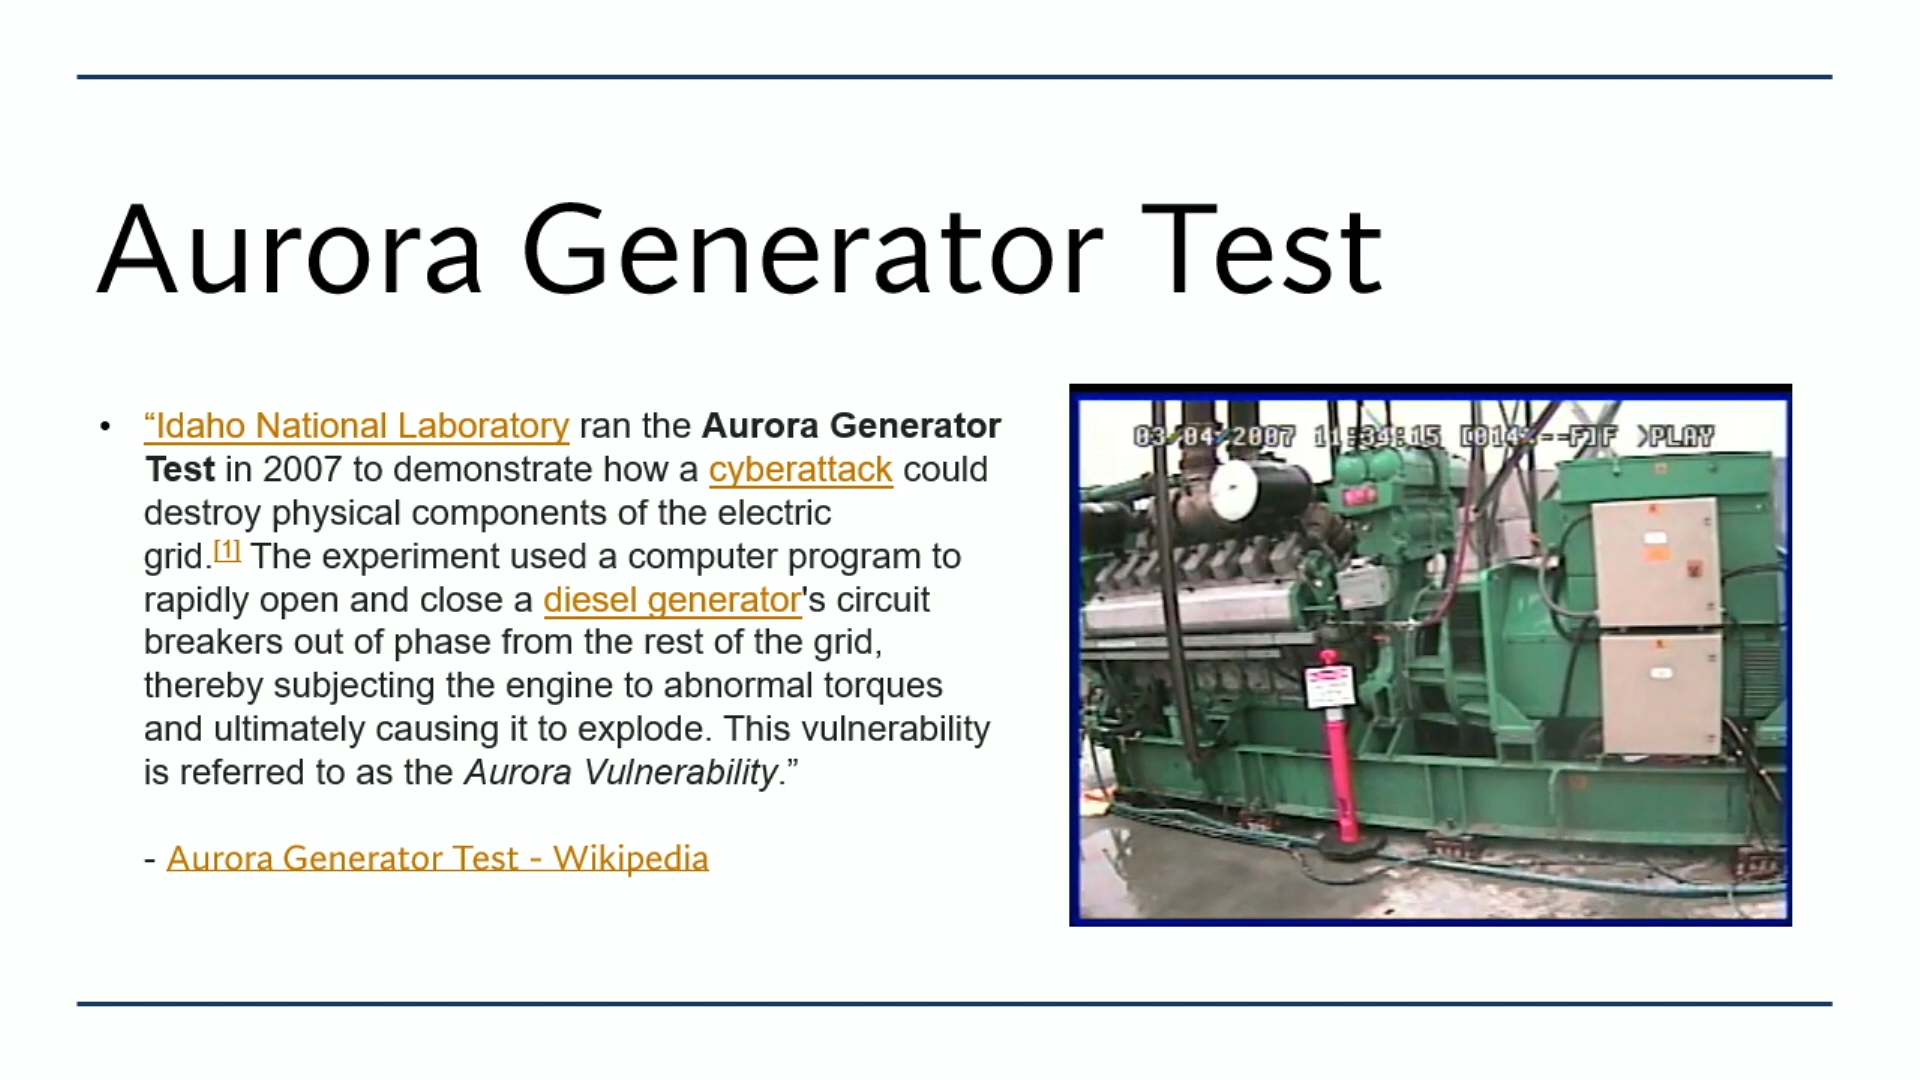 Aurora Generator Test
• “Idaho National Laboratory ran the Aurora Generator
Test in 2007 to demonstrate how a cyberattack could
destroy physical components of the electric
grid.[1] The experiment used a computer program to
rapidly open and close a diesel generator's circuit
breakers out of phase from the rest of the grid,
thereby subjecting the engine to abnormal torques
and ultimately causing it to explode. This vulnerability
is referred to as the Aurora Vulnerability.”
- Aurora Generator Test - Wikipedia
03/04/2007 11:34:15 >PLAY